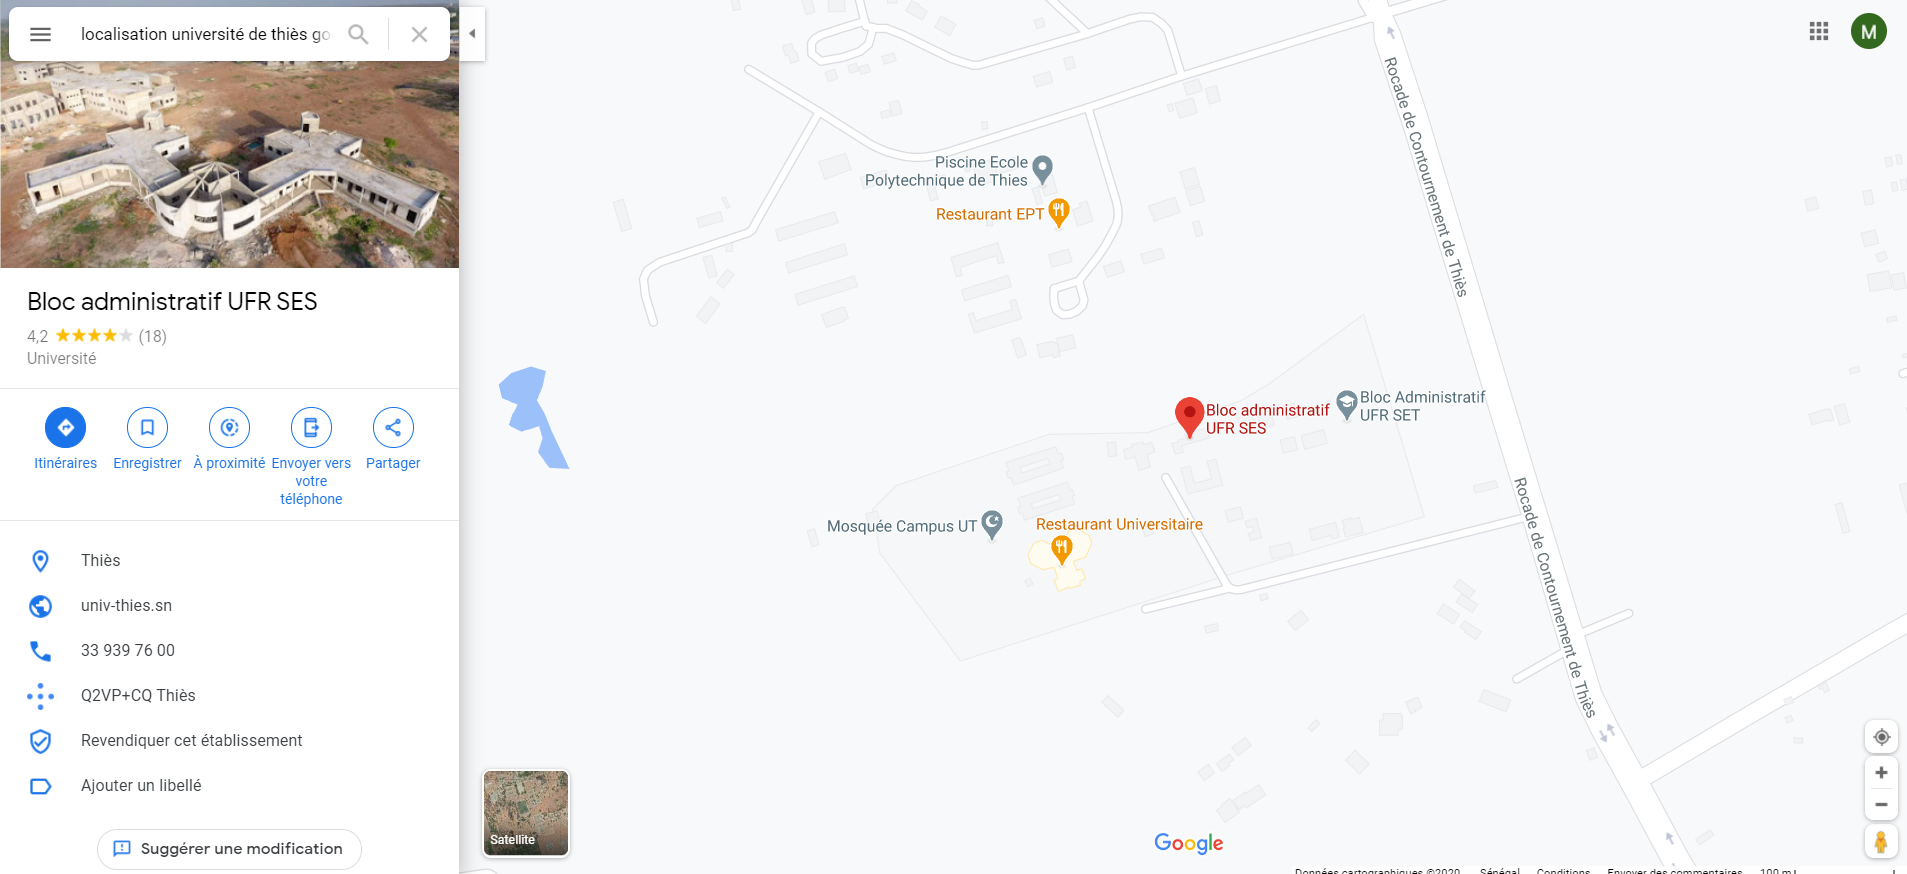 localisation université de thiès go
Bloc administratif UFR SES
4,2 (18)
Université
Itinéraires
Enregistrer
À proximité
Envoyer vers
votre
téléphone
Partager
Thiès
univ-thies.sn
33 939 76 00
Q2VP+CQ Thiès
Revendiquer cet établissement
Ajouter un libellé
Suggérer une modification
M
Rocade de Contournement de Thiès
Piscine Ecole
Polytechnique de Thies
Restaurant EPT
Bloc administratif
UFR SES
Bloc Administratif
UFR SET
Mosquée Campus UT
Restaurant Universitaire
Rocade de Contournement de Thiès
Satellite
Google
Données cartographiques ©2020 Sénégal Conditions Envoyer des commentaires 100 m